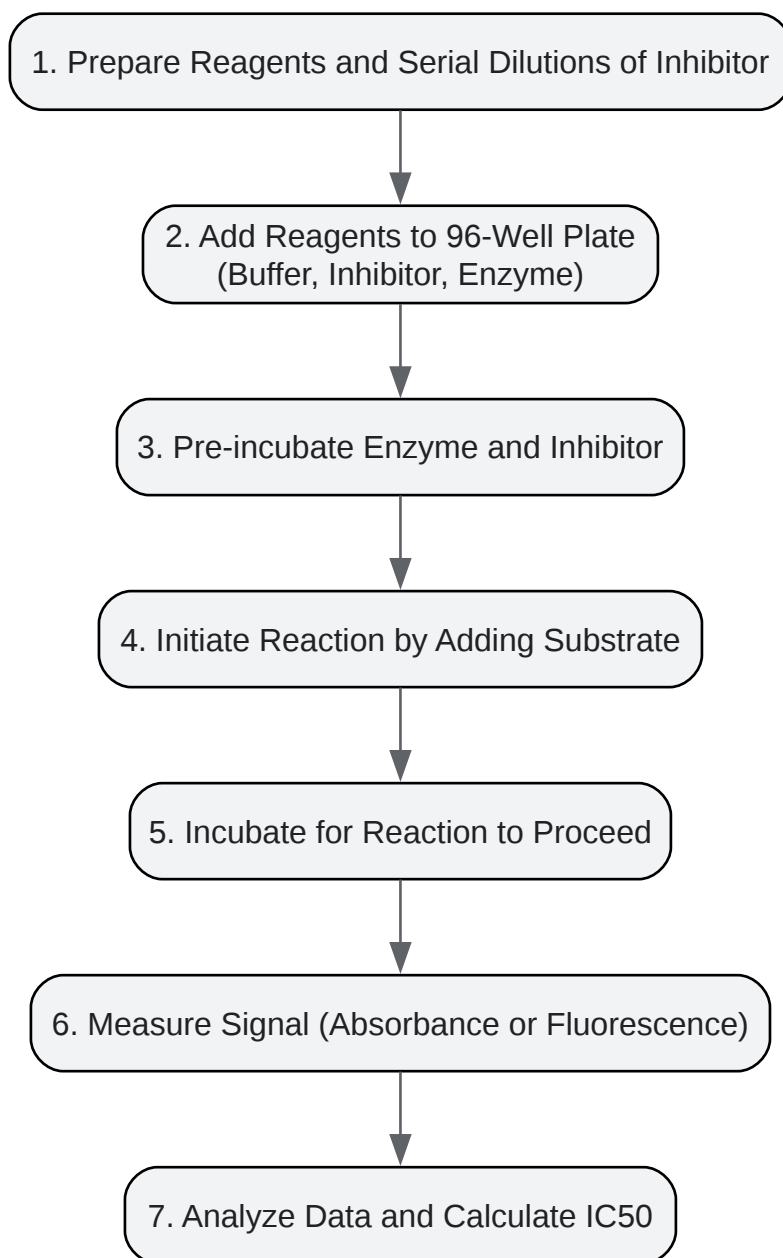 1. Prepare Reagents and Serial Dilutions of Inhibitor
2. Add Reagents to 96-Well Plate
(Buffer, Inhibitor, Enzyme)
3. Pre-incubate Enzyme and Inhibitor
4. Initiate Reaction by Adding Substrate
5. Incubate for Reaction to Proceed
6. Measure Signal (Absorbance or Fluorescence)
7. Analyze Data and Calculate IC50